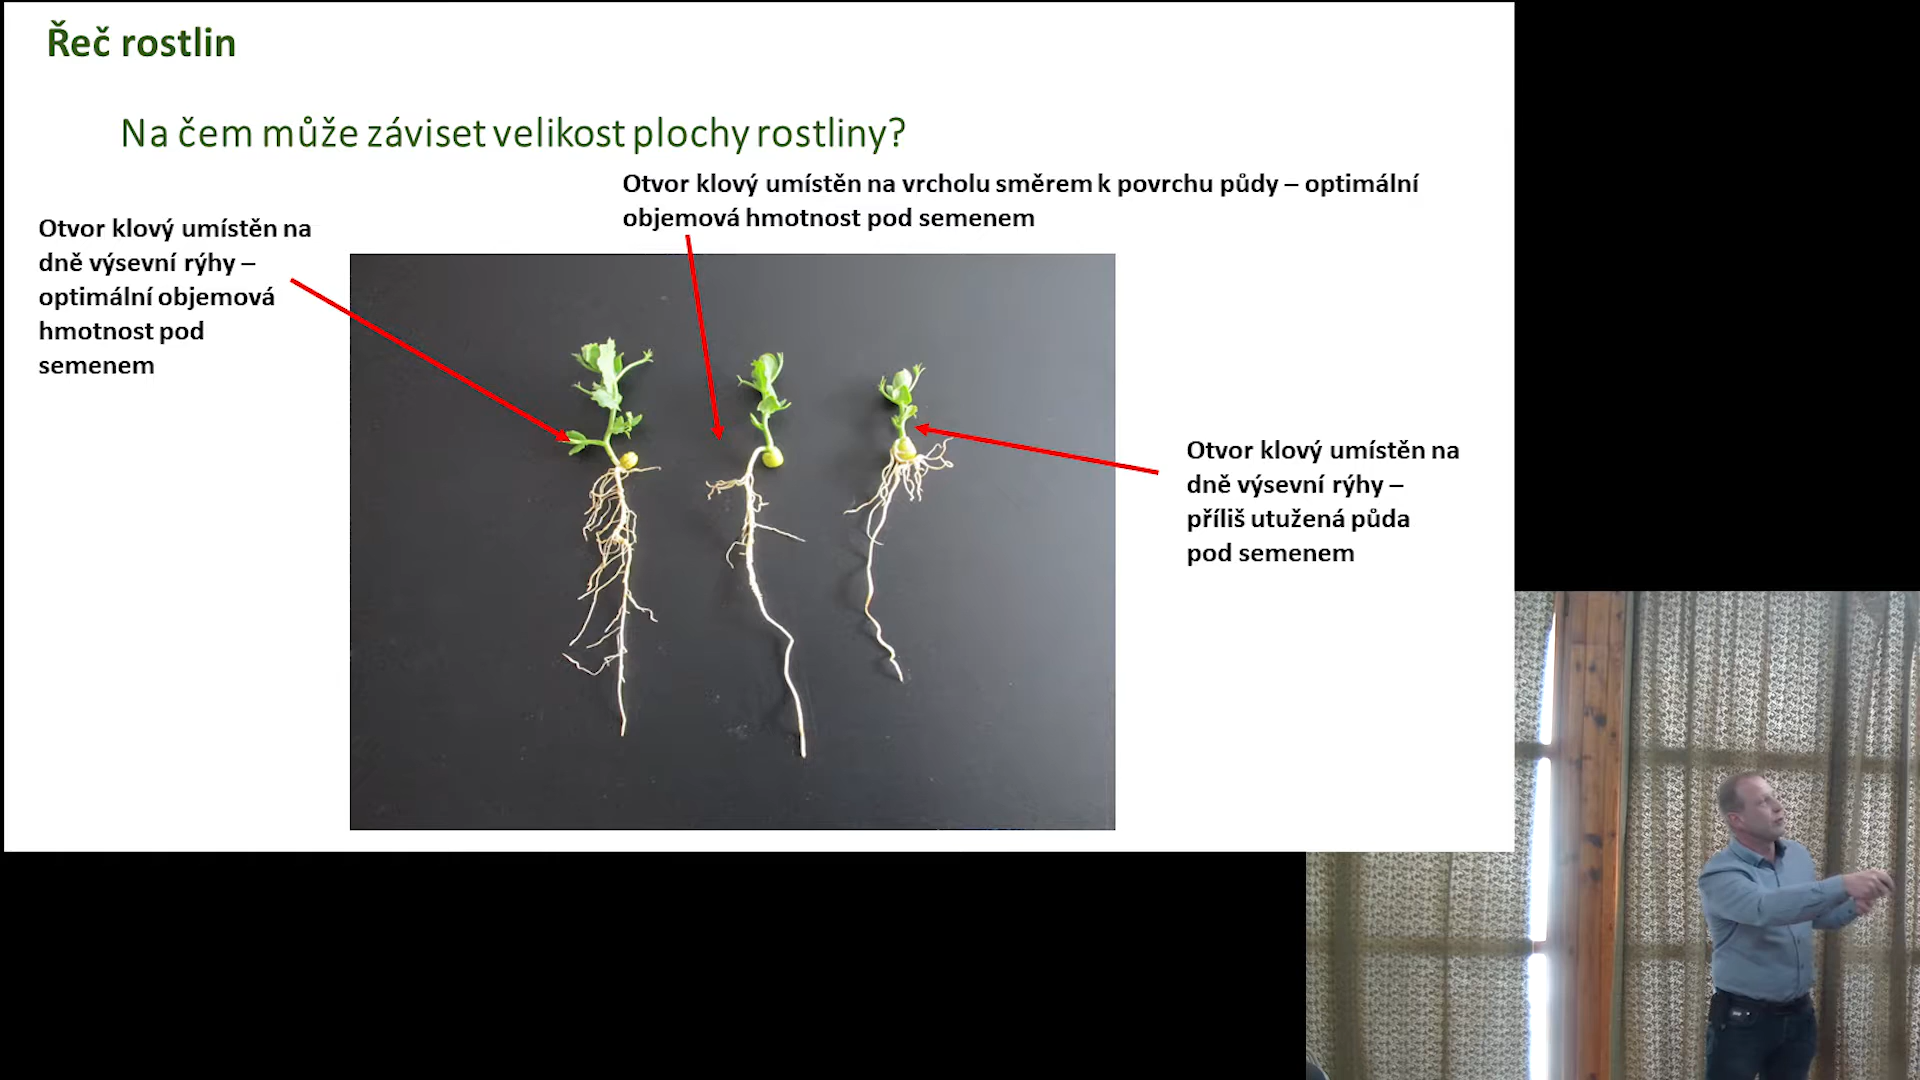 Řeč rostlin
Na čem může záviset velikost plochy rostliny?
Otvor klový umístěn na vrcholu směrem k povrchu půdy – optimální
objemová hmotnost pod semenem
Otvor klový umístěn na
dně výsevní rýhy –
optimální objemová
hmotnost pod
semenem
Otvor klový umístěn na
dně výsevní rýhy –
příliš utužená půda
pod semenem